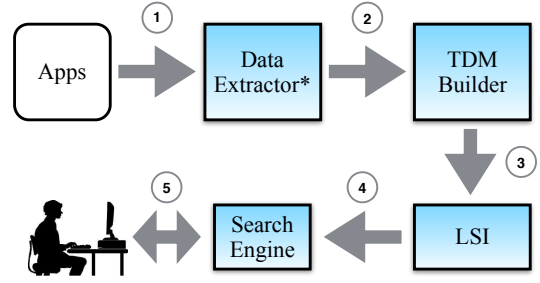 1
2
Apps
Data
Extractor*
TDM
Builder
3
5
4
Search
Engine
LSI